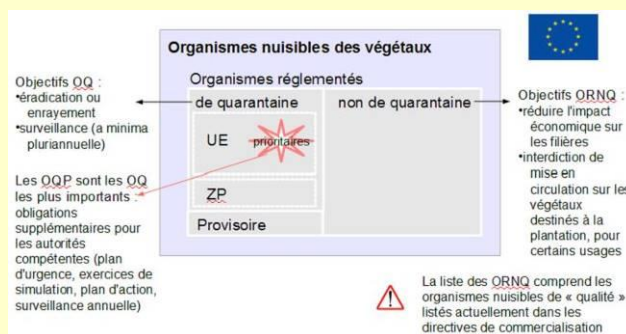 Organismes nuisibles des végétaux
Organismes réglementés
de quarantaine
non de quarantaine
UE
prioritaires
ZP
Provisoire
Objectifs OQ :
•éradication ou
enrayement
•surveillance (a minima
pluriannuelle)
Les OQP sont les OQ
les plus importants :
obligations
supplémentaires pour
les autorités
compétentes (plan
d'urgence, exercices de
simulation, plan d'action,
surveillance annuelle)
Objectifs ORNQ :
•réduire l'impact
économique sur
les filières
•interdiction de
mise en
circulation sur les
végétaux
destinés à la
plantation, pour
certains usages
La liste des ORNQ comprend les
organismes nuisibles de « qualité »
listés actuellement dans les
directives de commercialisation